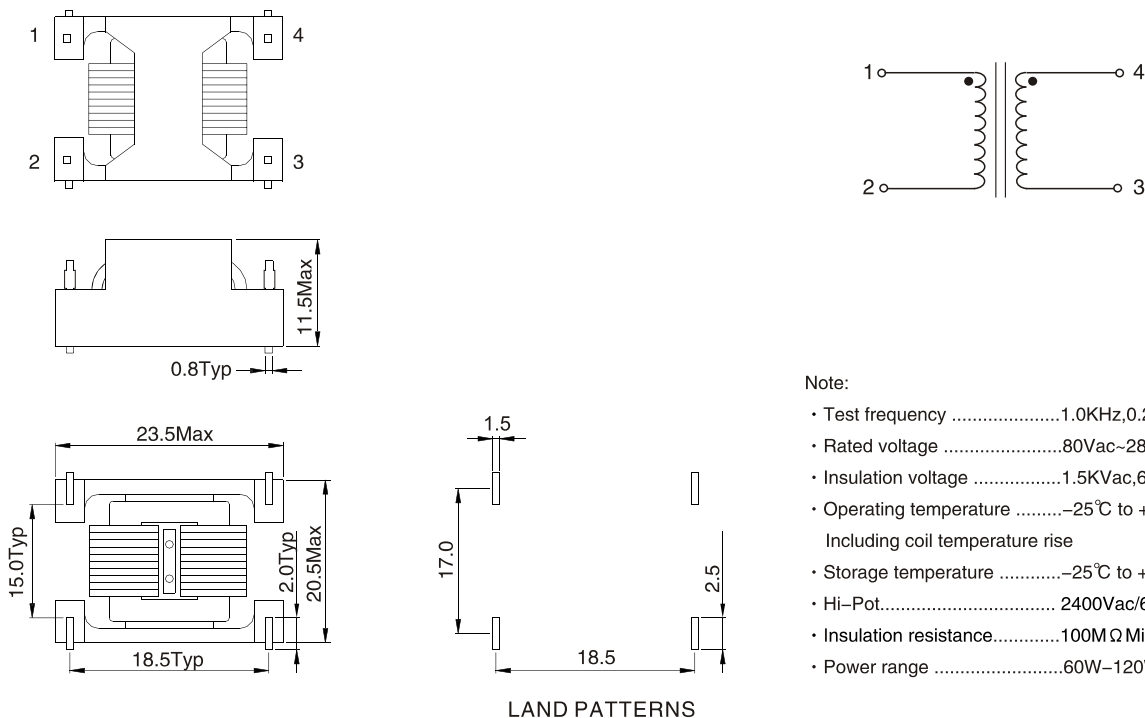 1
4
2
3
11.5Max
0.8Typ
23.5Max
15.0Typ
2.0Typ
20.5Max
18.5Typ
1.5
17.0
2.5
18.5
LAND PATTERNS
1
4
2
3
Note:
・Test frequency ......................1.0KHz,0.2
・Rated voltage ........................80Vac~28
・Insulation voltage ..................1.5KVac,6
・Operating temperature .........–25℃ to +
Including coil temperature rise
・Storage temperature ............–25℃ to +
・Hi–Pot.................................... 2400Vac/6
・Insulation resistance.............100MΩMi
・Power range ..........................60W–120